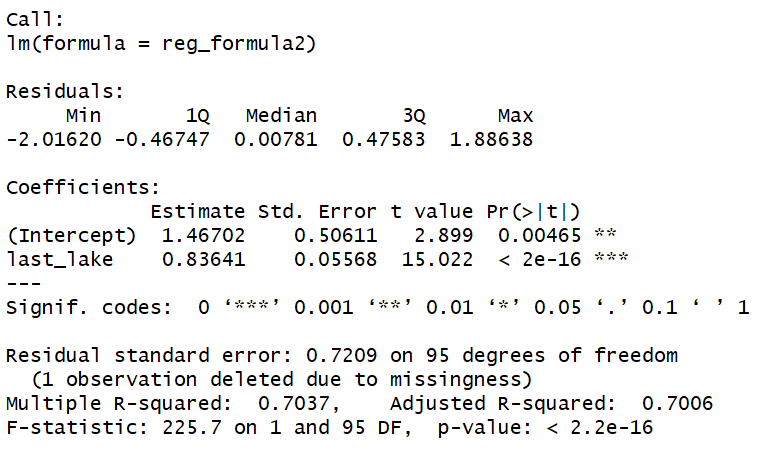 Call:
lm(formula = reg_formula2)
Residuals:
Min 1Q Median 3Q Max
-2.01620 -0.46747 0.00781 0.47583 1.88638
Coefficients:
Estimate Std. Error t value Pr(>|t|)
(Intercept) 1.46702 0.50611 2.899 0.00465 **
last_lake 0.83641 0.05568 15.022 < 2e-16 ***
---
Signif. codes: 0 ‘***’ 0.001 ‘**’ 0.01 ‘*’ 0.05 ‘.’ 0.1 ‘ ’ 1
Residual standard error: 0.7209 on 95 degrees of freedom
(1 observation deleted due to missingness)
Multiple R-squared: 0.7037, Adjusted R-squared: 0.7006
F-statistic: 225.7 on 1 and 95 DF, p-value: < 2.2e-16